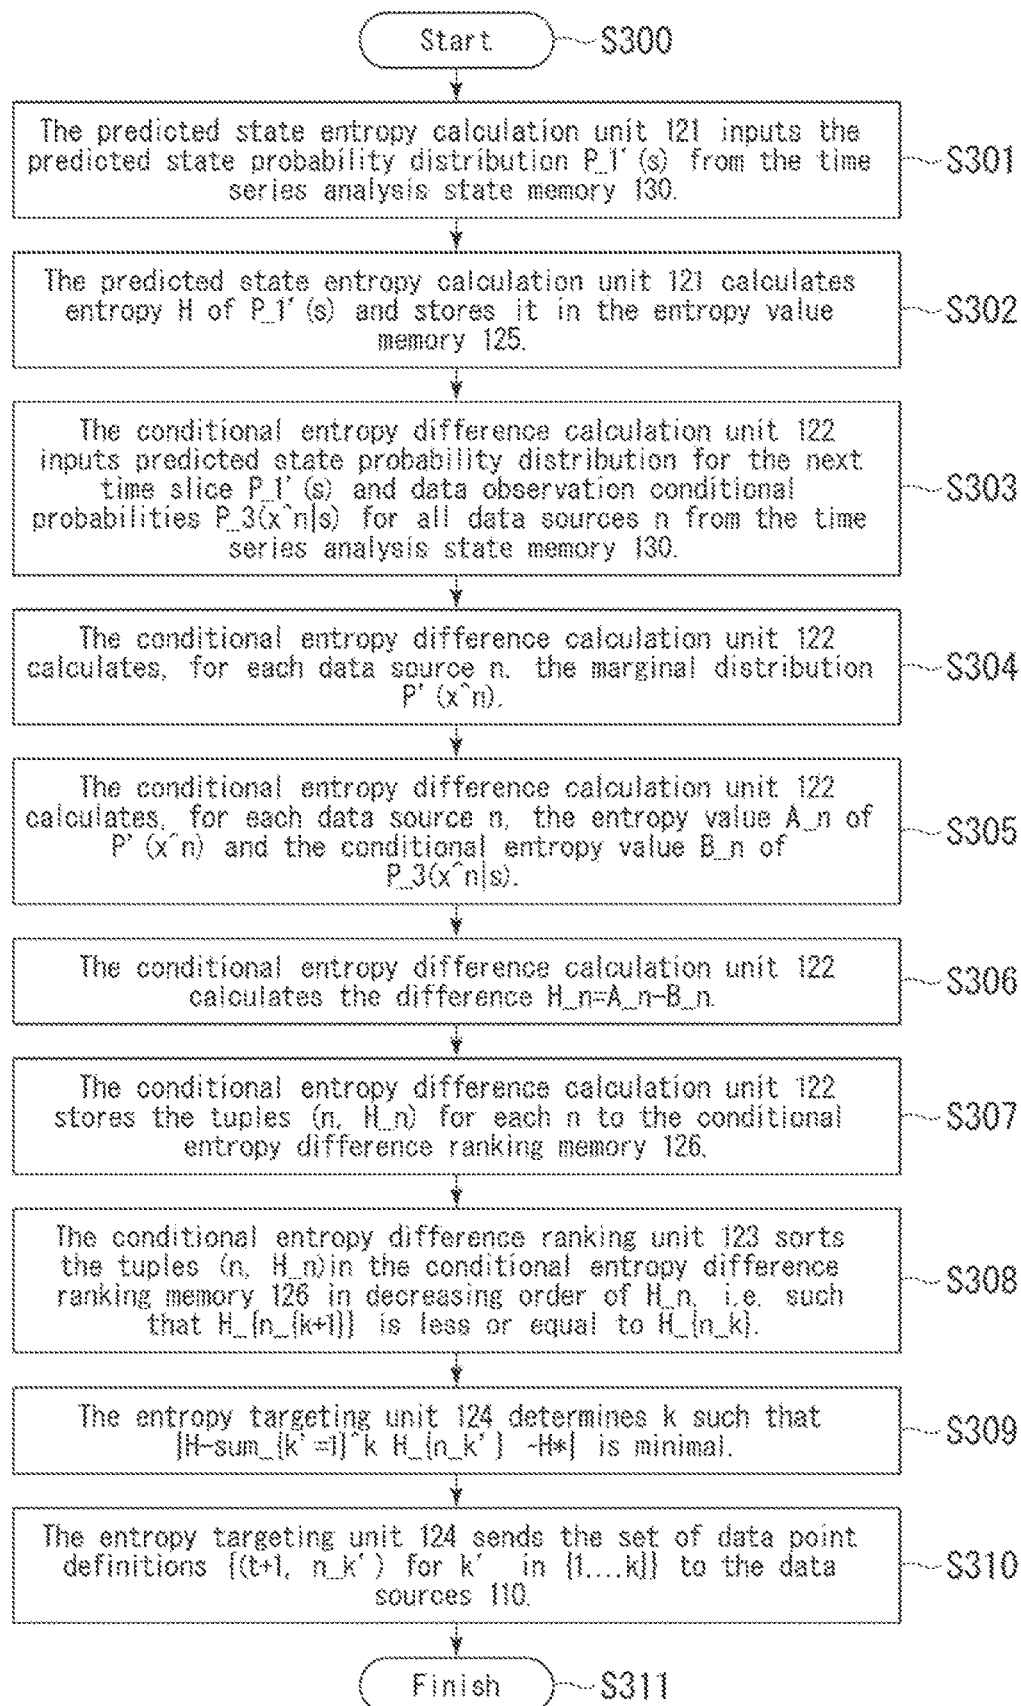 Start
S300
The predicted state entropy calculation unit 121 inputs the
predicted state probability distribution P_1'(s) from the time
series analysis state memory 130.
S301
The predicted state entropy calculation unit 121 calculates
entropy H of P_1'(s) and stores it in the entropy value
memory 125.
S302
The conditional entropy difference calculation unit 122
inputs predicted state probability distribution for the next
time slice P_1'(s) and data observation conditional
probabilities P_3(x^n|s) for all data sources n from the time
series analysis state memory 130.
S303
The conditional entropy difference calculation unit 122
calculates, for each data source n, the marginal distribution
P'(x^n).
S304
The conditional entropy difference calculation unit 122
calculates, for each data source n, the entropy value A_n of
P'(x^n) and the conditional entropy value B_n of
P_3(x^n|s).
S305
The conditional entropy difference calculation unit 122
calculates the difference H_n=A_n-B_n.
S306
The conditional entropy difference calculation unit 122
stores the tuples (n, H_n) for each n to the conditional
entropy difference ranking memory 126.
S307
The conditional entropy difference ranking unit 123 sorts
the tuples (n, H_n)in the conditional entropy difference
ranking memory 126 in decreasing order of H_n, i.e. such
that H_{n_{k+1}} is less or equal to H_{n_k}.
S308
The entropy targeting unit 124 determines k such that
|H-sum_{k'=1}^k H_{n_k'} -H*| is minimal.
S309
The entropy targeting unit 124 sends the set of data point
definitions {(t+1, n_k') for k' in {1,...k}} to the data
sources 110.
S310
Finish
S311